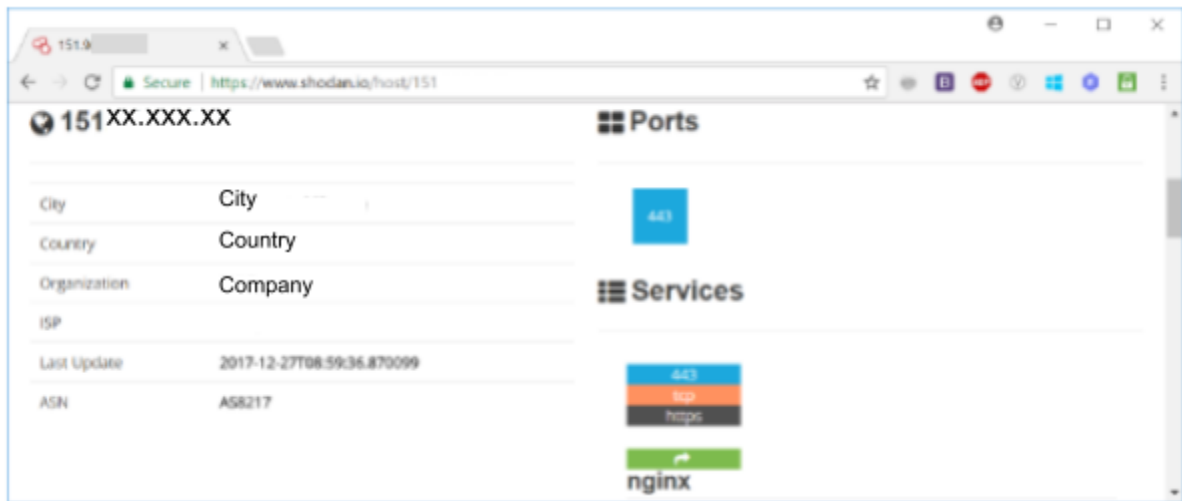 151.9
Secure | https://www.shodan.io/host/151
151XX.XXX.XX
City City
Country Country
Organization Company
ISP
Last Update 2017-12-27T08:59:36.870099
ASN AS8217
Ports
443
Services
443
tcp
https
nginx